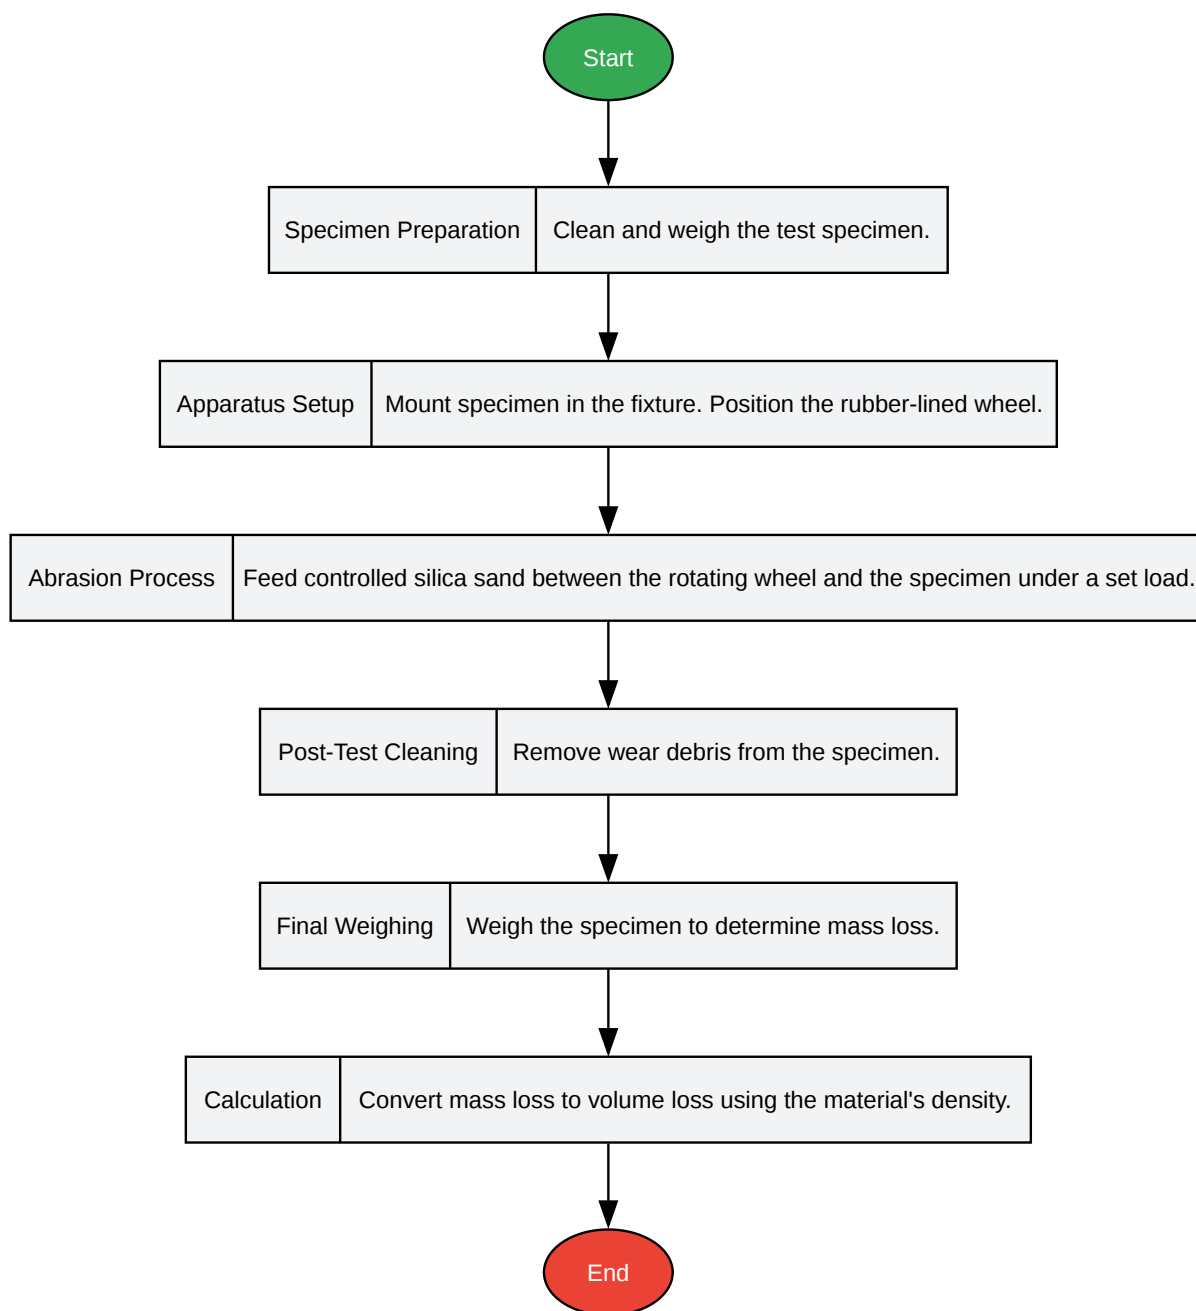 Start
Specimen Preparation
Clean and weigh the test specimen.
Apparatus Setup
Mount specimen in the fixture. Position the rubber-lined wheel.
Abrasion Process
Feed controlled silica sand between the rotating wheel and the specimen under a set load.
Post-Test Cleaning
Remove wear debris from the specimen.
Final Weighing
Weigh the specimen to determine mass loss.
Calculation
Convert mass loss to volume loss using the material's density.
End